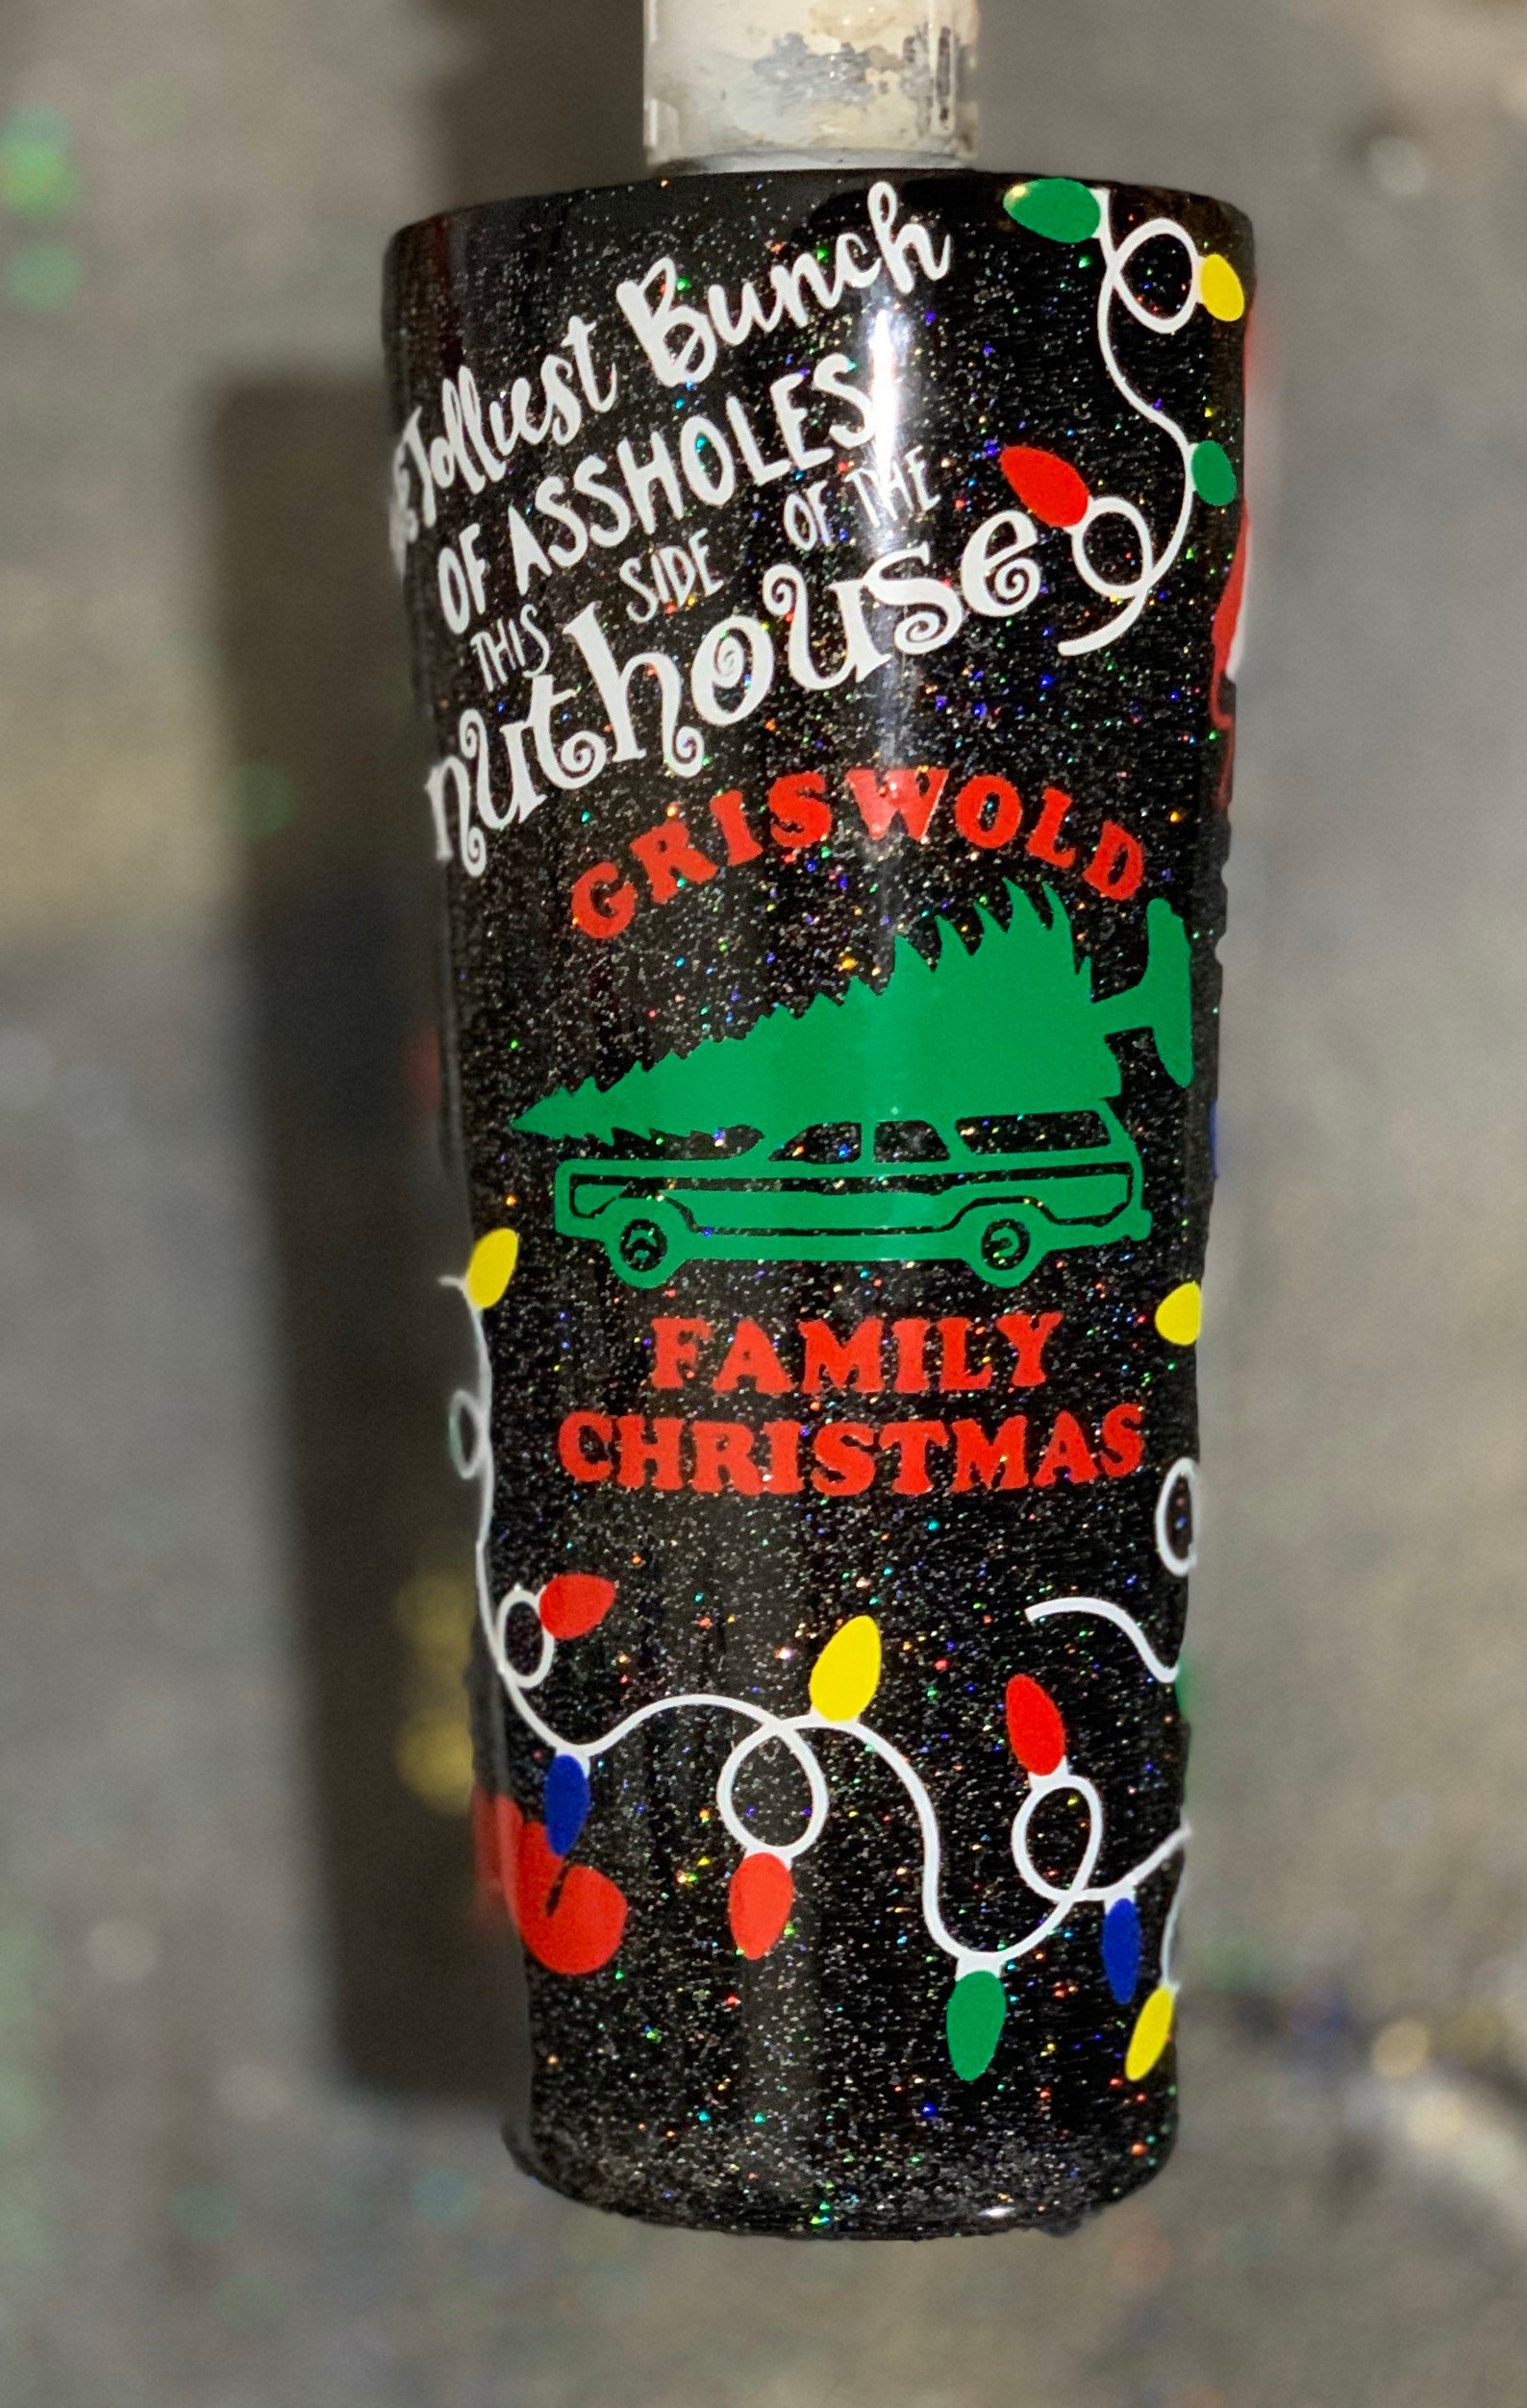 Jolliest Bunch
OF ASSHOLES
THIS SIDE OF THE
nuthouse
GRISWOLD
FAMILY
CHRISTMAS